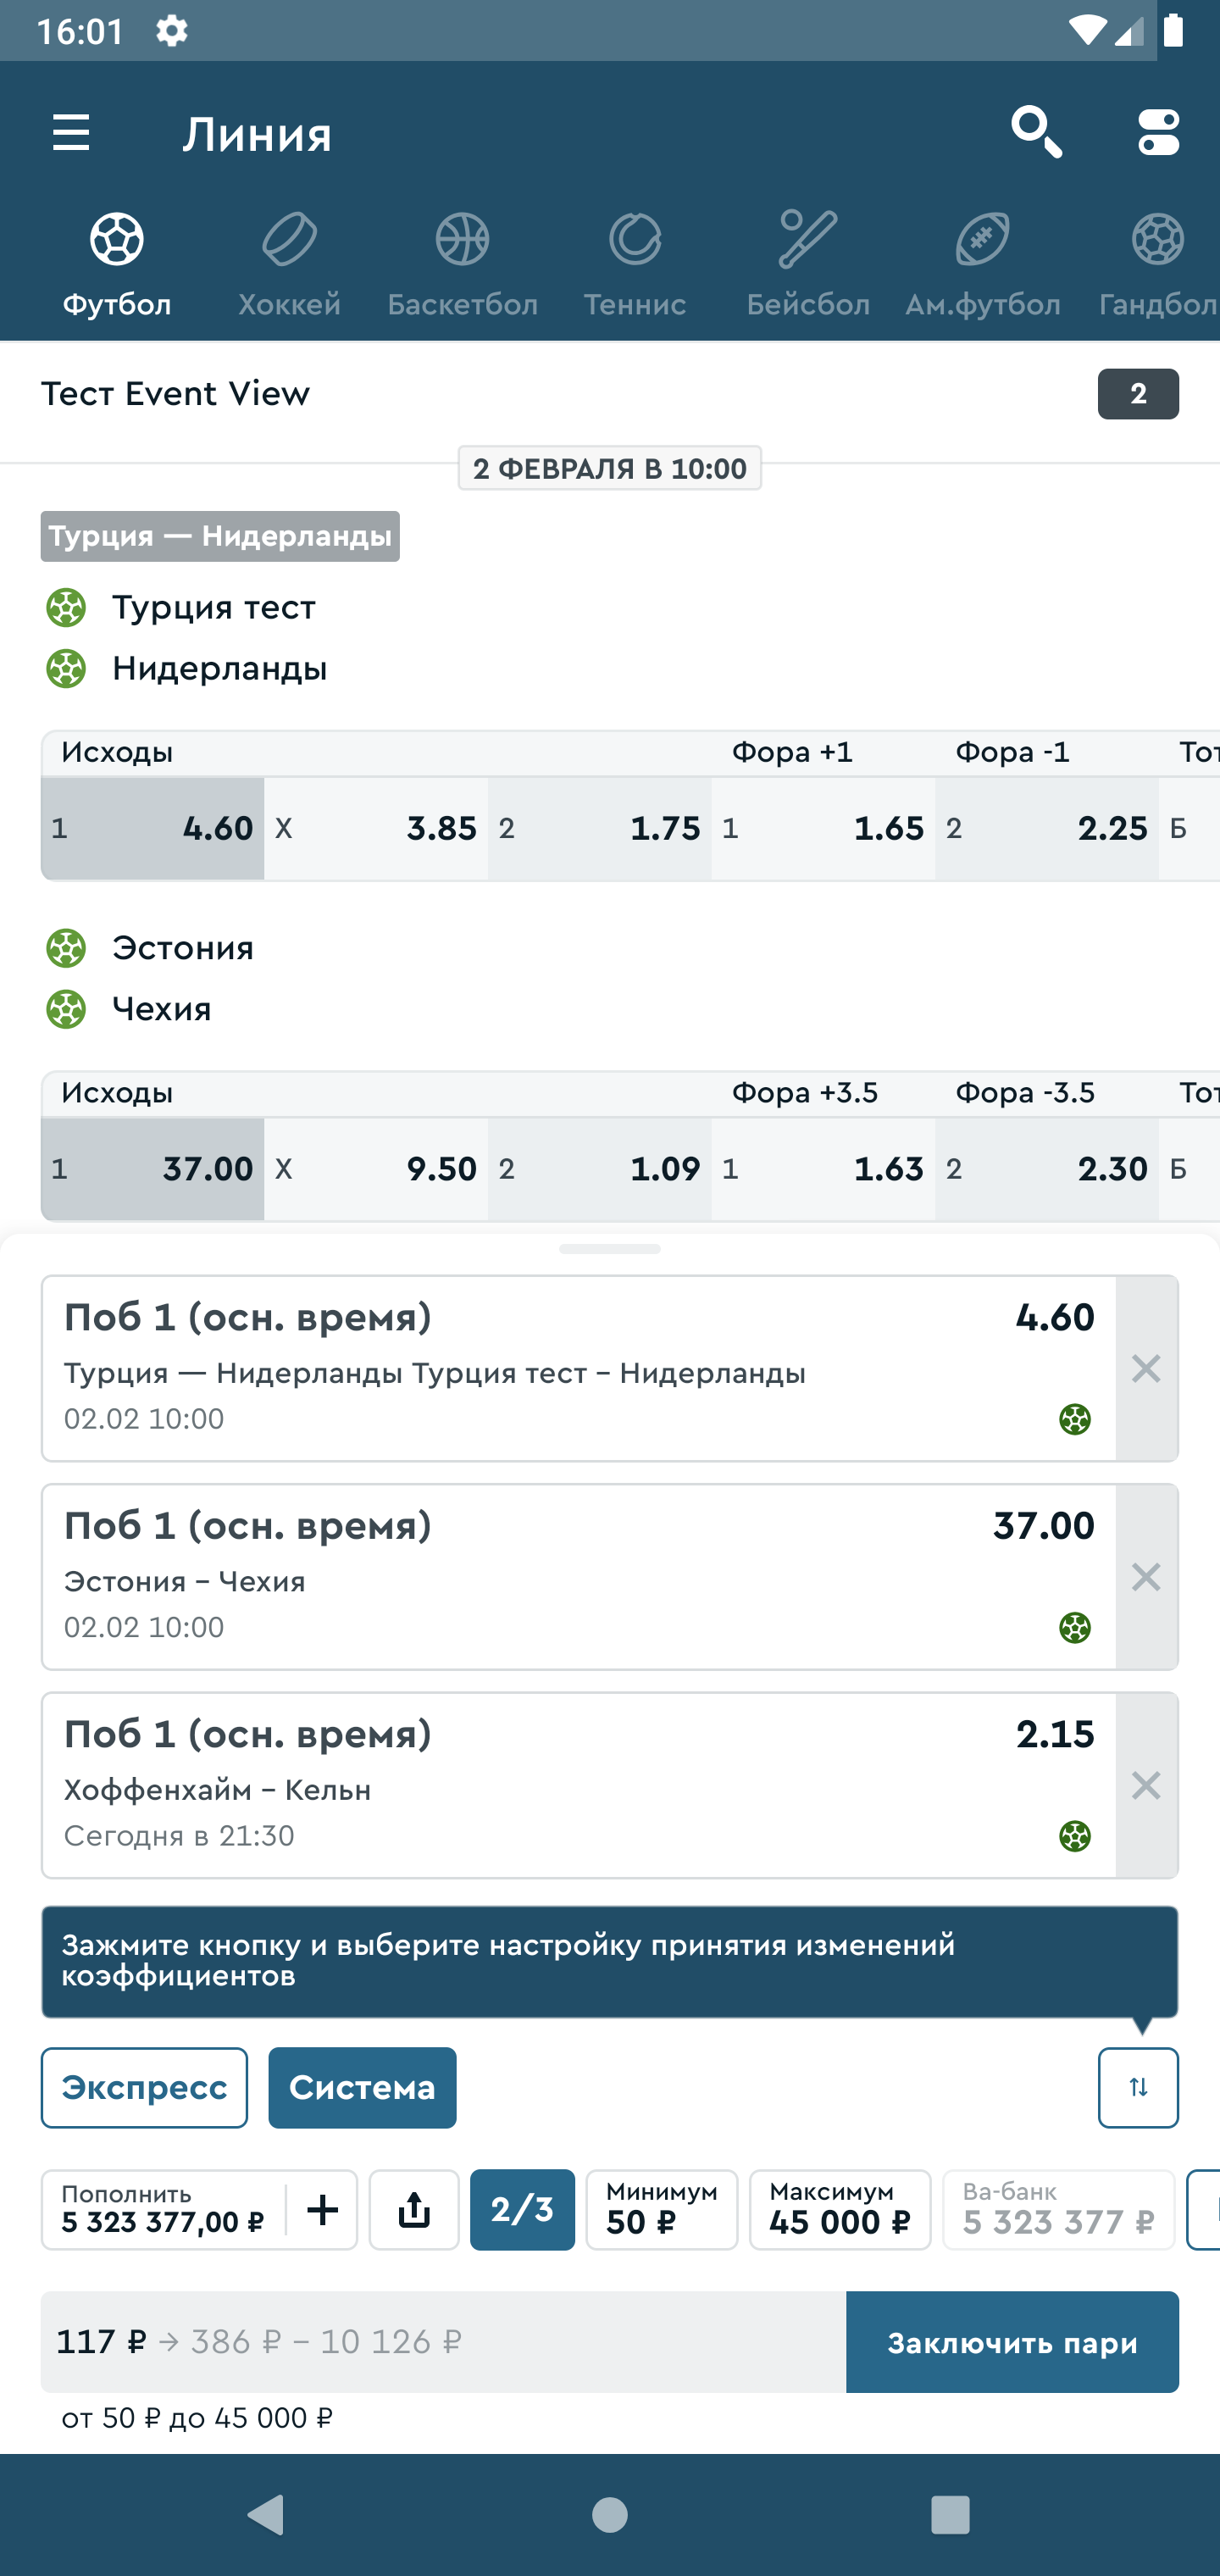 16:01
Линия
Футбол Хоккей Баскетбол Теннис Бейсбол Ам.футбол Гандбол
Тест Event View 2
2 ФЕВРАЛЯ В 10:00
Турция — Нидерланды
Турция тест
Нидерланды
Исходы Фора +1 Фора -1 Тот
1 4.60 X 3.85 2 1.75 1 1.65 2 2.25 Б
Эстония
Чехия
Исходы Фора +3.5 Фора -3.5 Тот
1 37.00 X 9.50 2 1.09 1 1.63 2 2.30 Б
Поб 1 (осн. время) 4.60
Турция — Нидерланды Турция тест – Нидерланды
02.02 10:00
Поб 1 (осн. время) 37.00
Эстония – Чехия
02.02 10:00
Поб 1 (осн. время) 2.15
Хоффенхайм – Кельн
Сегодня в 21:30
Зажмите кнопку и выберите настройку принятия изменений
коэффициентов
Экспресс Система
Пополнить
5 323 377,00 ₽
2/3
Минимум
50 ₽
Максимум
45 000 ₽
Ва-банк
5 323 377 ₽
117 ₽ → 386 ₽ – 10 126 ₽
Заключить пари
от 50 ₽ до 45 000 ₽